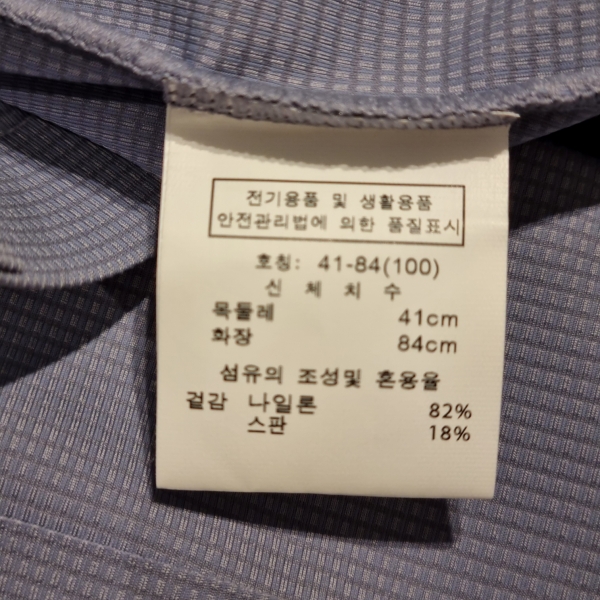 전기용품 및 생활용품
안전관리법에 의한 품질표시
호칭: 41-84(100)
신 체 치 수
목둘레 41cm
화장 84cm
섬유의 조성및 혼용율
겉감 나일론 82%
스판 18%